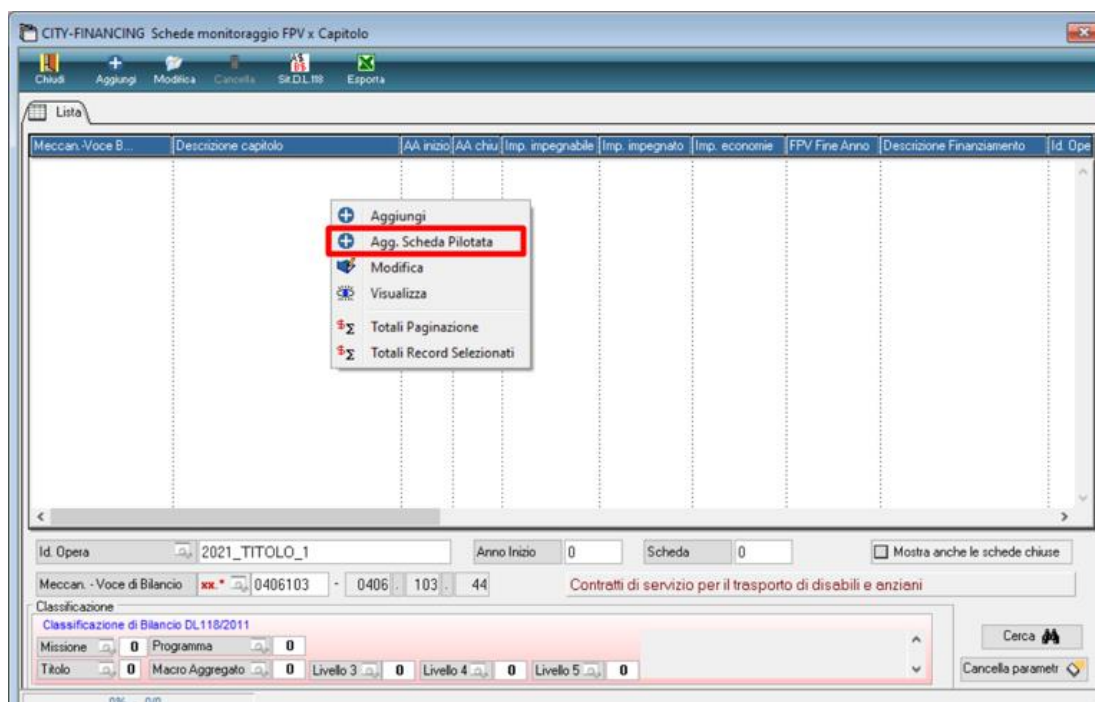 CITY-FINANCING Schede monitoraggio FPV x Capitolo
Chiudi Aggiungi Modifica Cancella Sit.D.L.118 Esporta
Lista
Meccan.-Voce B... Descrizione capitolo AA inizio AA chiu Imp. impegnabile Imp. impegnato Imp. economie FPV Fine Anno Descrizione Finanziamento Id. Ope
Aggiungi
Agg. Scheda Pilotata
Modifica
Visualizza
Totali Paginazione
Totali Record Selezionati
Id. Opera 2021_TITOLO_1 Anno Inizio 0 Scheda 0 Mostra anche le schede chiuse
Meccan. - Voce di Bilancio xx.* 0406103 - 0406 . 103 . 44 Contratti di servizio per il trasporto di disabili e anziani
Classificazione
Classificazione di Bilancio DL118/2011
Missione 0 Programma 0
Cerca
Titolo 0 Macro Aggregato 0 Livello 3 0 Livello 4 0 Livello 5 0
Cancella parametr
0% 0/0